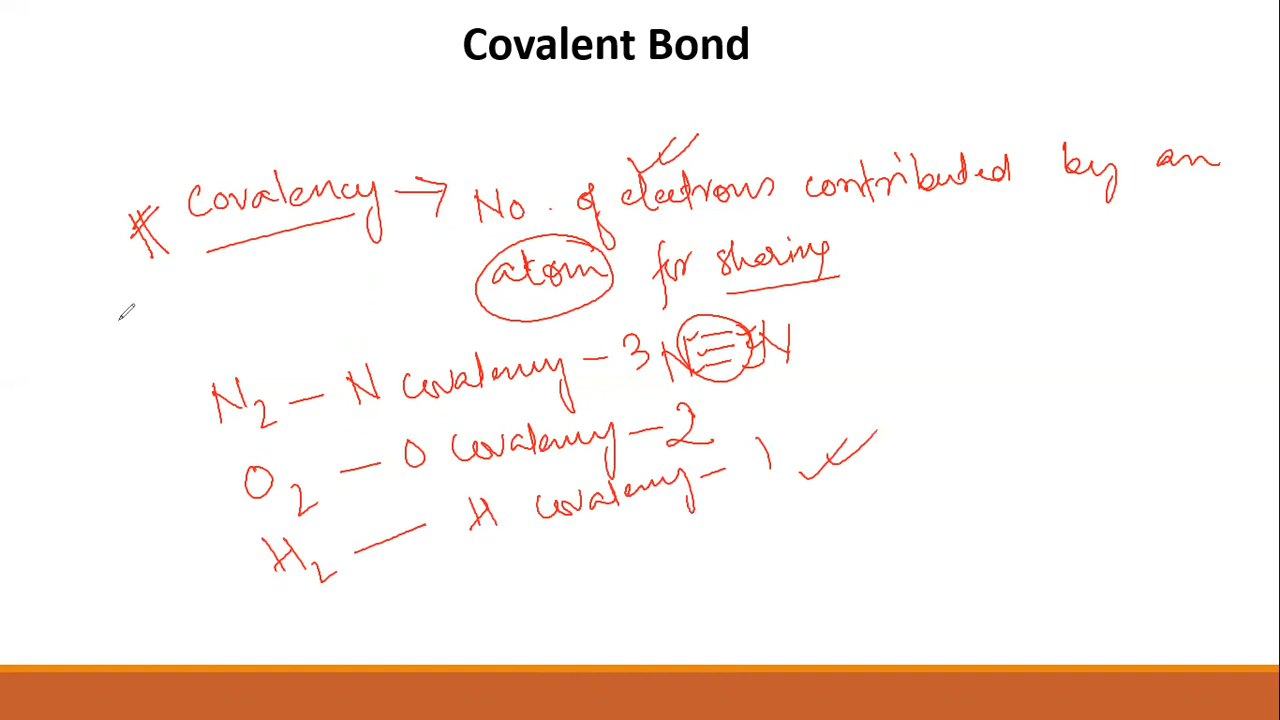 Covalent Bond
# Covalency → No. of electrons contributed by an
atom for sharing
N₂ — N covalency – 3 N≡N
O₂ — O covalency – 2
H₂ — H covalency – 1